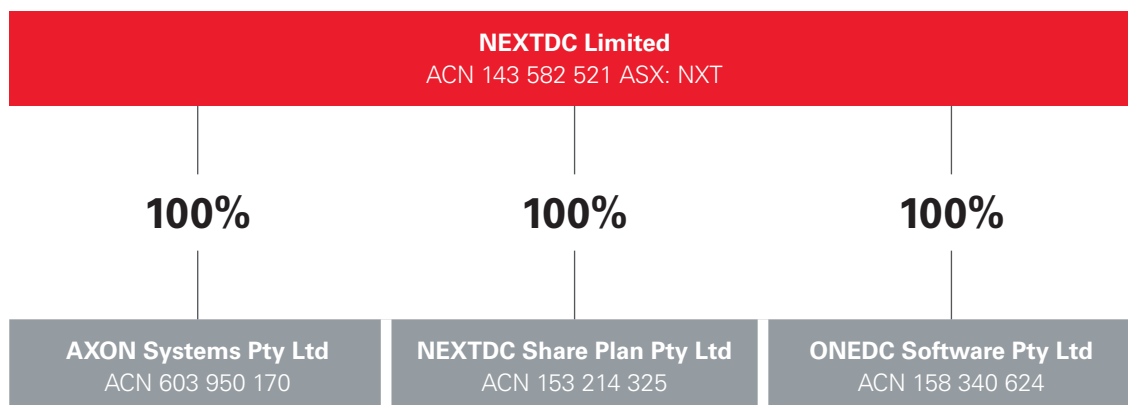 NEXTDC Limited
ACN 143 582 521 ASX: NXT
100%
100%
100%
AXON Systems Pty Ltd
ACN 603 950 170
NEXTDC Share Plan Pty Ltd
ACN 153 214 325
ONEDC Software Pty Ltd
ACN 158 340 624